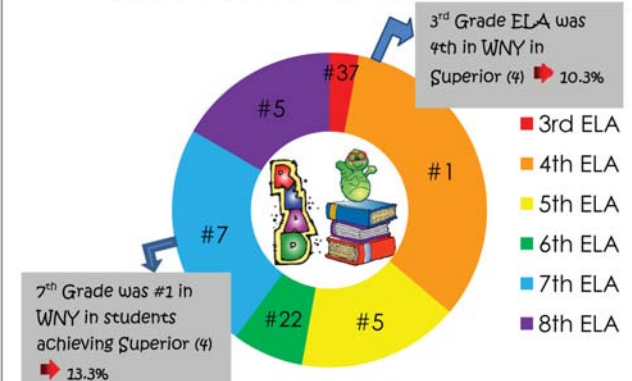 3rd Grade ELA was
4th in WNY in
Superior (4) 10.3%
#37
#5
#1
3rd ELA
4th ELA
5th ELA
6th ELA
7th ELA
8th ELA
READ
#7
#22
#5
7th Grade was #1 in
WNY in students
achieving Superior (4)
13.3%